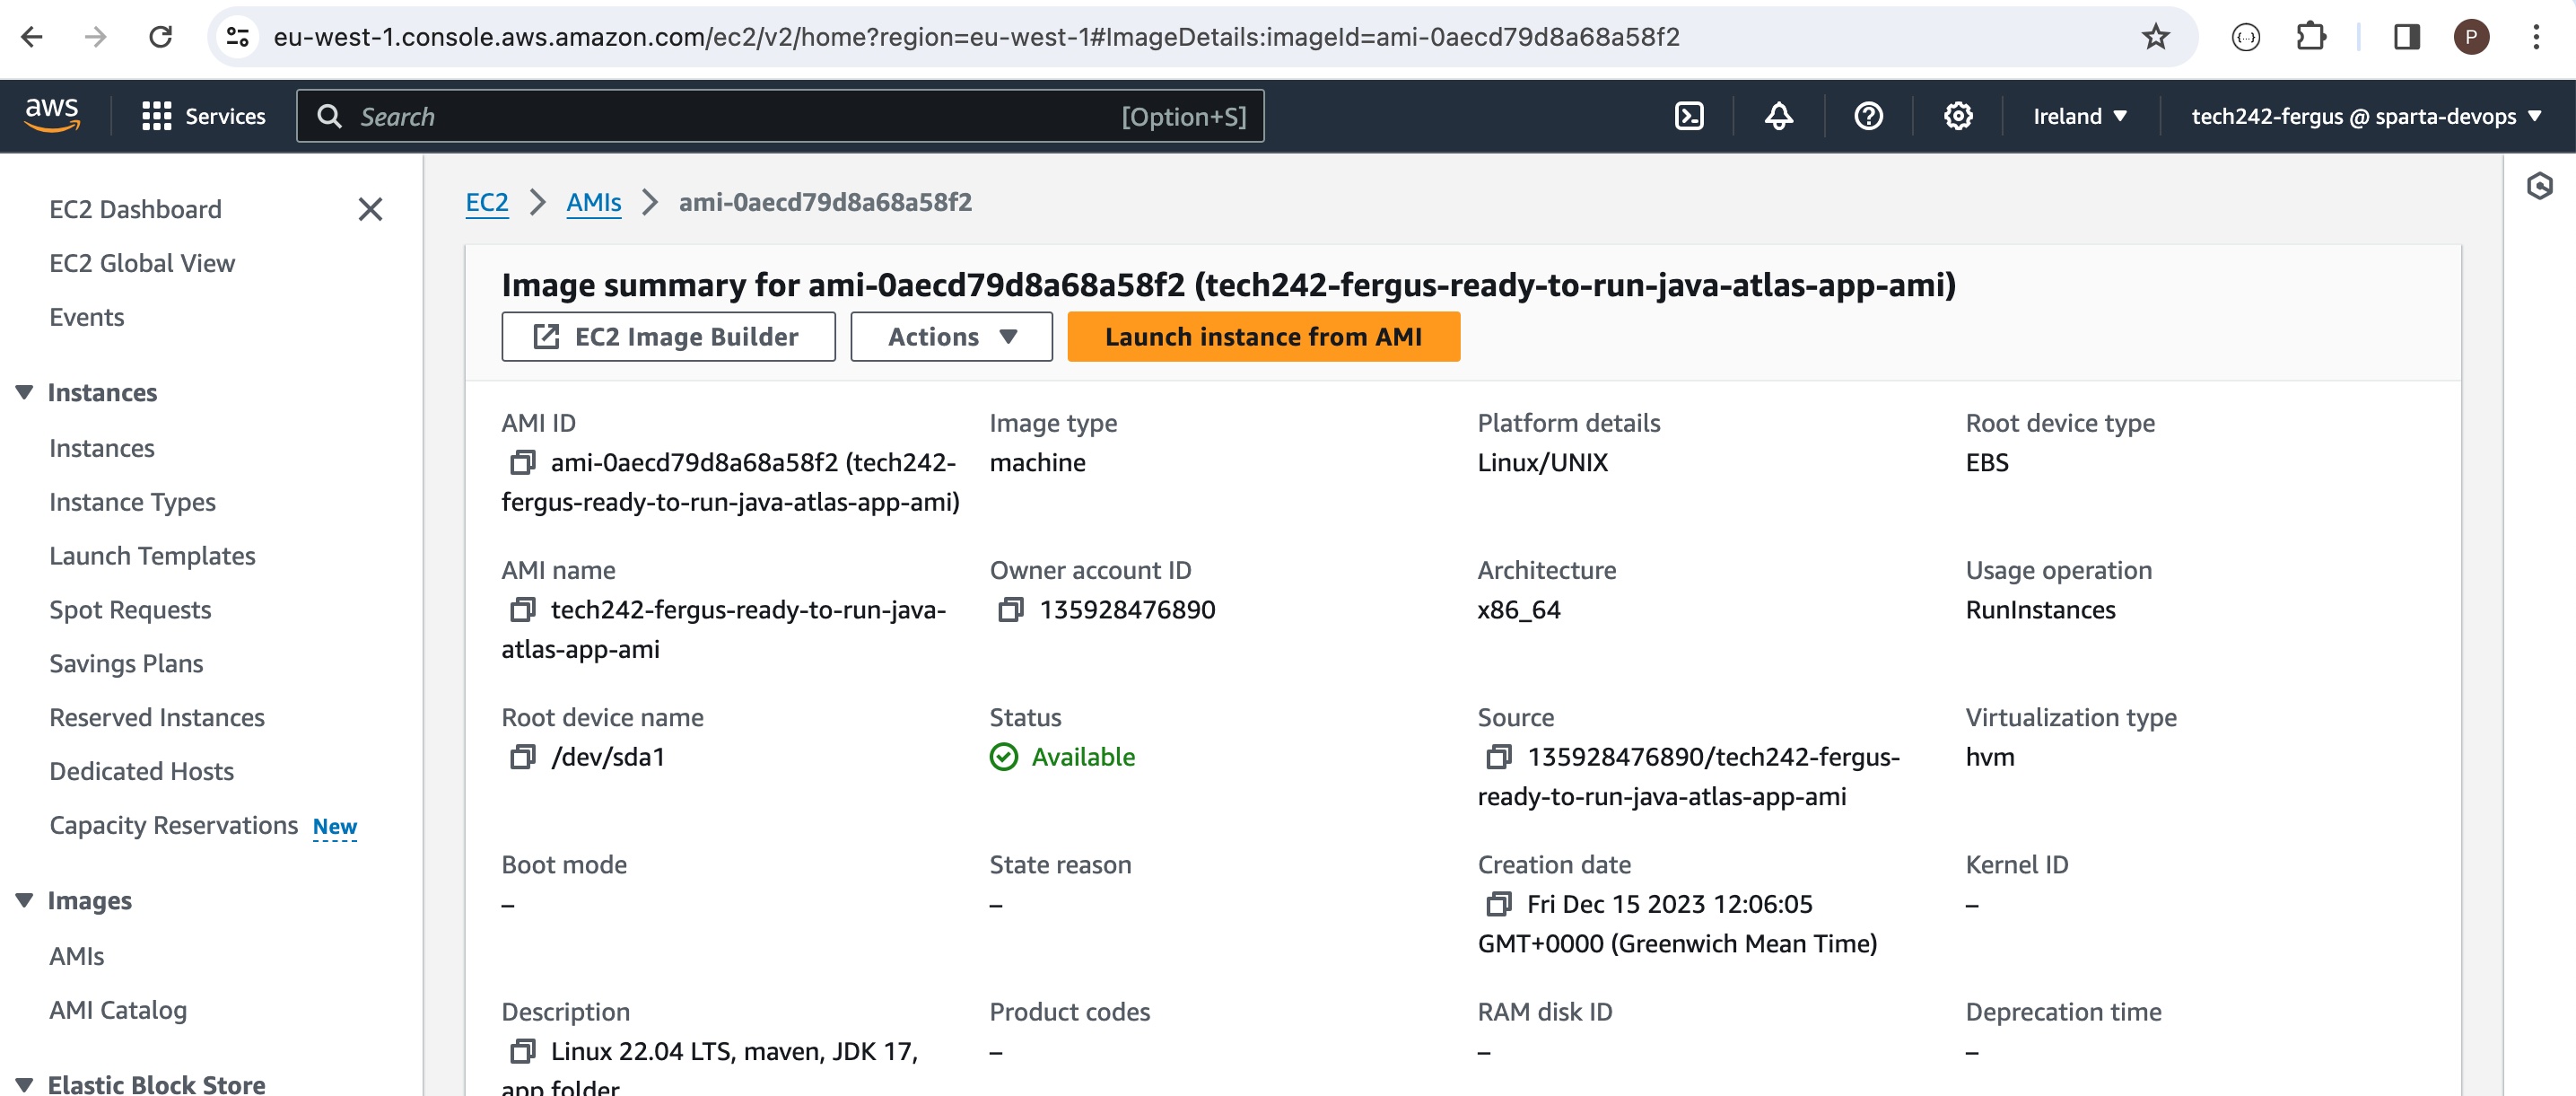 eu-west-1.console.aws.amazon.com/ec2/v2/home?region=eu-west-1#ImageDetails:imageId=ami-0aecd79d8a68a58f2
P
aws
Services
Search
[Option+S]
Ireland
tech242-fergus @ sparta-devops
EC2 Dashboard
EC2 Global View
Events
Instances
Instances
Instance Types
Launch Templates
Spot Requests
Savings Plans
Reserved Instances
Dedicated Hosts
Capacity Reservations New
Images
AMIs
AMI Catalog
Elastic Block Store
EC2 > AMIs > ami-0aecd79d8a68a58f2
Image summary for ami-0aecd79d8a68a58f2 (tech242-fergus-ready-to-run-java-atlas-app-ami)
EC2 Image Builder
Actions
Launch instance from AMI
AMI ID
ami-0aecd79d8a68a58f2 (tech242-
fergus-ready-to-run-java-atlas-app-ami)
Image type
machine
Platform details
Linux/UNIX
Root device type
EBS
AMI name
tech242-fergus-ready-to-run-java-
atlas-app-ami
Owner account ID
135928476890
Architecture
x86_64
Usage operation
RunInstances
Root device name
/dev/sda1
Status
Available
Source
135928476890/tech242-fergus-
ready-to-run-java-atlas-app-ami
Virtualization type
hvm
Boot mode
–
State reason
–
Creation date
Fri Dec 15 2023 12:06:05
GMT+0000 (Greenwich Mean Time)
Kernel ID
–
Description
Linux 22.04 LTS, maven, JDK 17,
app folder
Product codes
–
RAM disk ID
–
Deprecation time
–